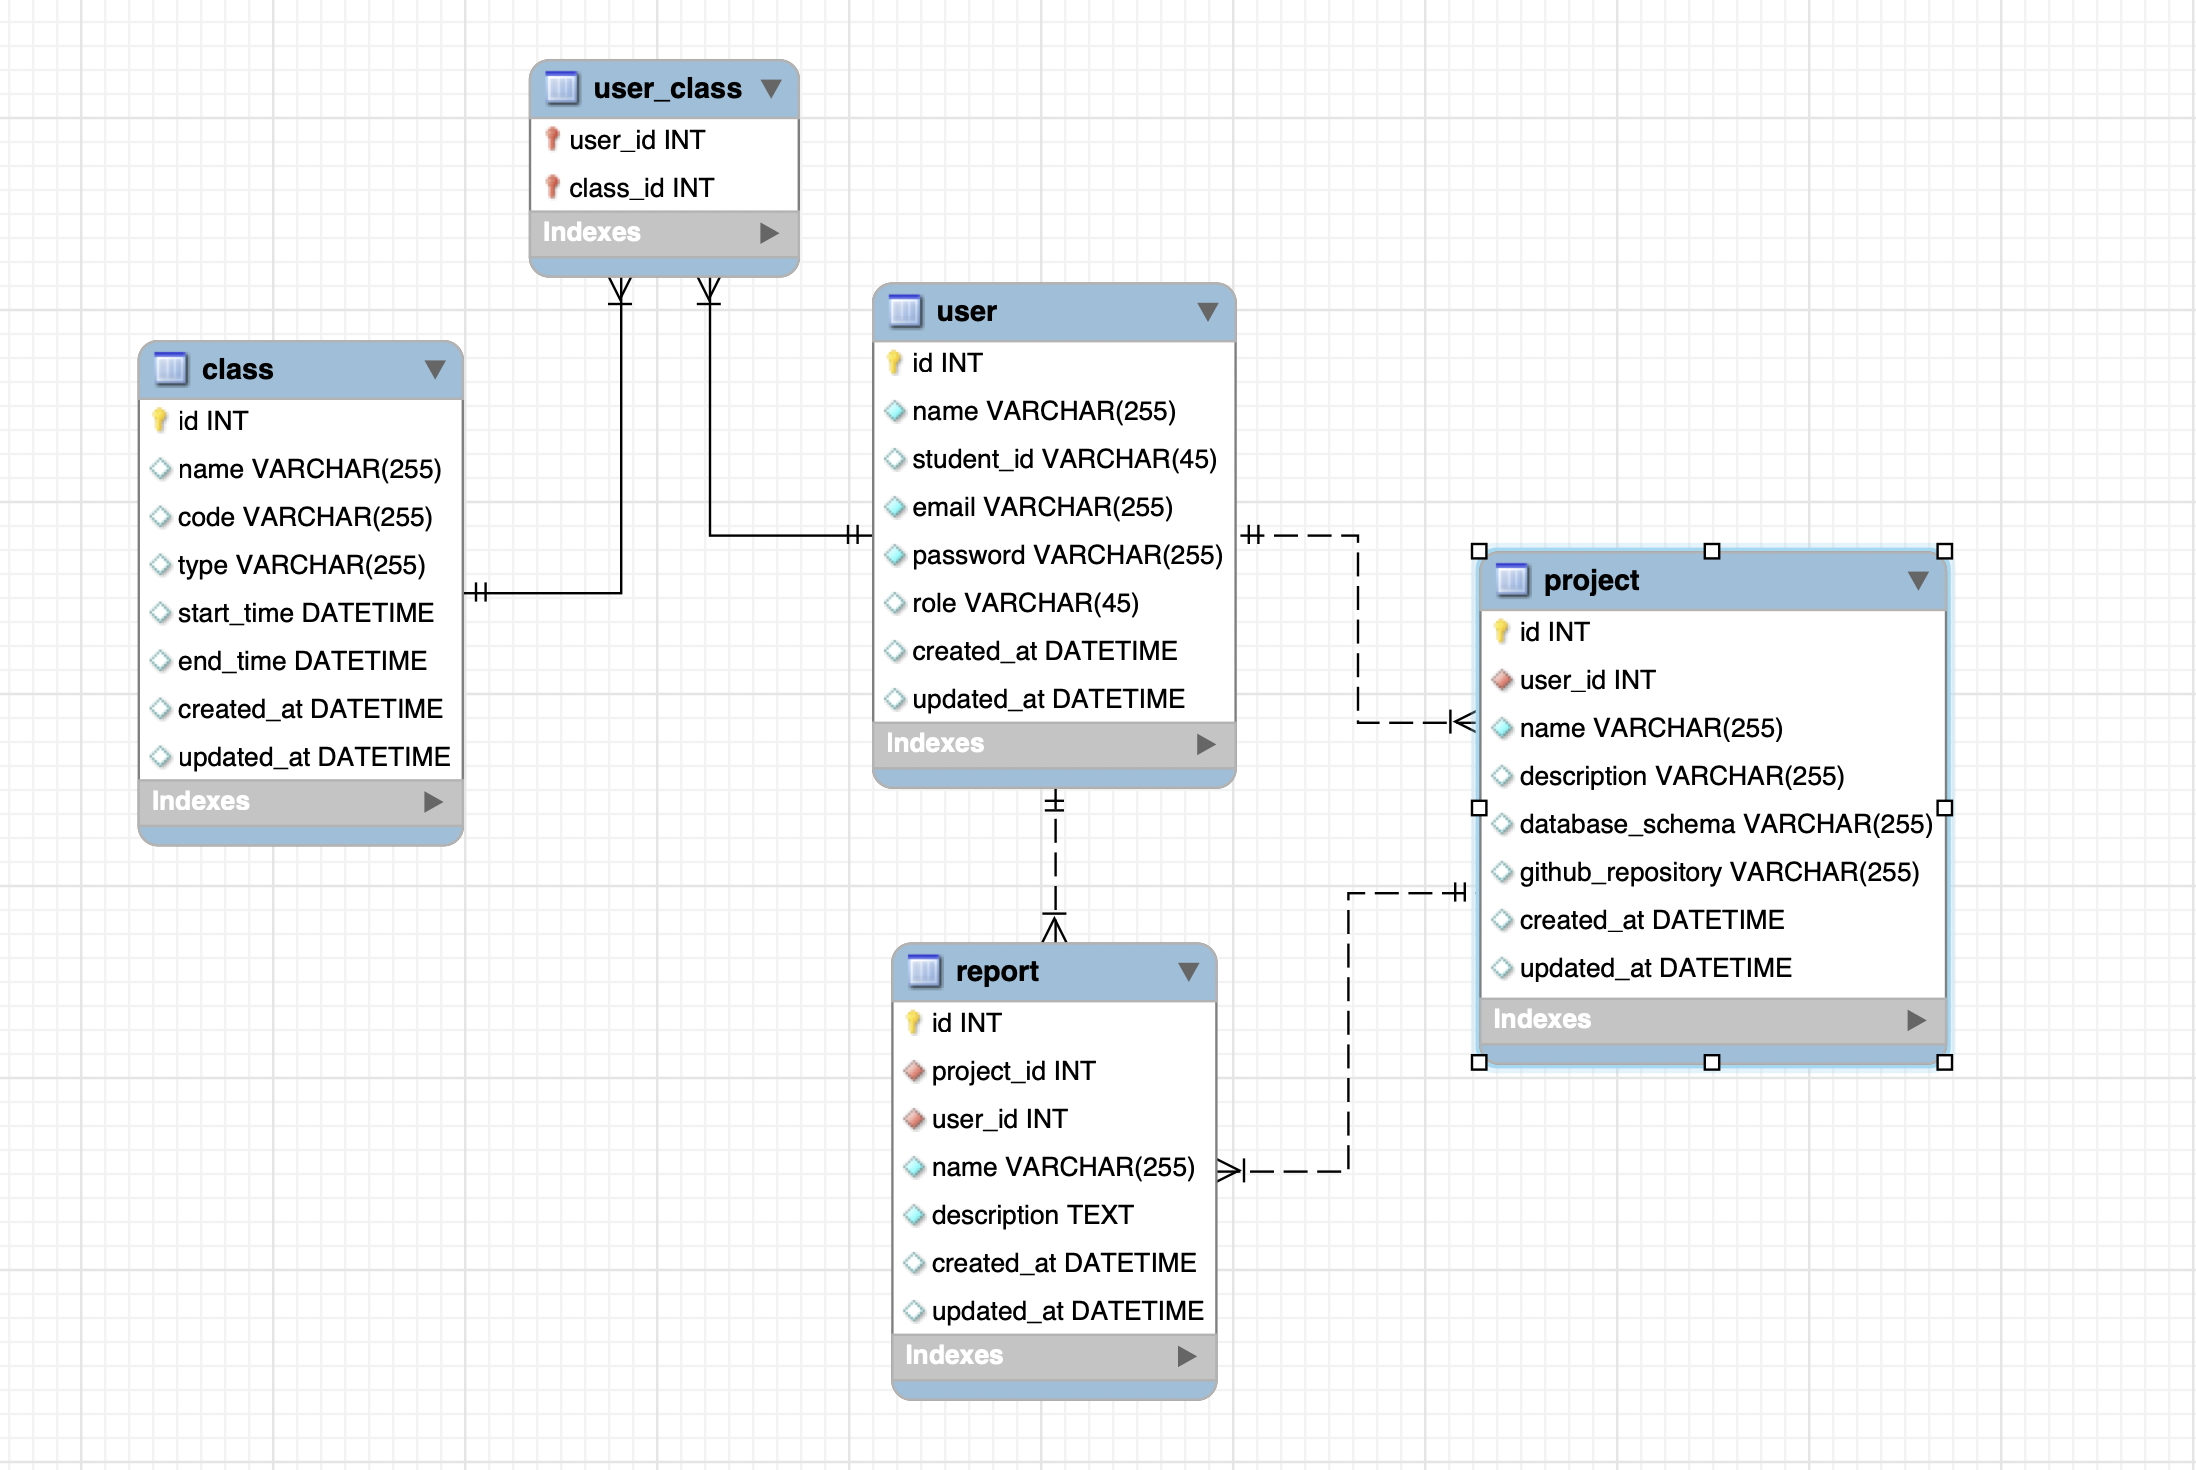 user_class
user_id INT
class_id INT
Indexes
class
id INT
name VARCHAR(255)
code VARCHAR(255)
type VARCHAR(255)
start_time DATETIME
end_time DATETIME
created_at DATETIME
updated_at DATETIME
Indexes
user
id INT
name VARCHAR(255)
student_id VARCHAR(45)
email VARCHAR(255)
password VARCHAR(255)
role VARCHAR(45)
created_at DATETIME
updated_at DATETIME
Indexes
project
id INT
user_id INT
name VARCHAR(255)
description VARCHAR(255)
database_schema VARCHAR(255)
github_repository VARCHAR(255)
created_at DATETIME
updated_at DATETIME
Indexes
report
id INT
project_id INT
user_id INT
name VARCHAR(255)
description TEXT
created_at DATETIME
updated_at DATETIME
Indexes